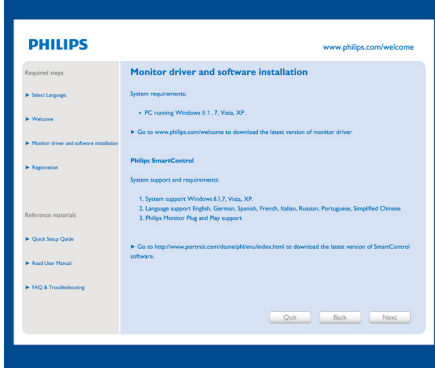 PHILIPS
www.philips.com/welcome
Required steps
► Select Language:
► Welcome
► Monitor driver and software installation
► Registration
Reference materials
► Quick Setup Quide
► Read User Manual
► FAQ & Troubleshooting
Monitor driver and software installation
System requirements:
• PC running Windows 8.1 , 7, Vista, XP.
► Go to www.philips.com/welcome to download the latest version of monitor driver
Philips SmartControl
System support and requirements:
1. System support Windows8.1,7, Vista, XP.
2. Language support English, German, Spanish, French, Italian, Russian, Portuguese, Simplified Chinese
3. Philips Monitor Plug and Play support
► Go to http://www.portrait.com/dtune/phl/enu/index.html to download the latest version of SmartControl
software.
Quit
Back
Next